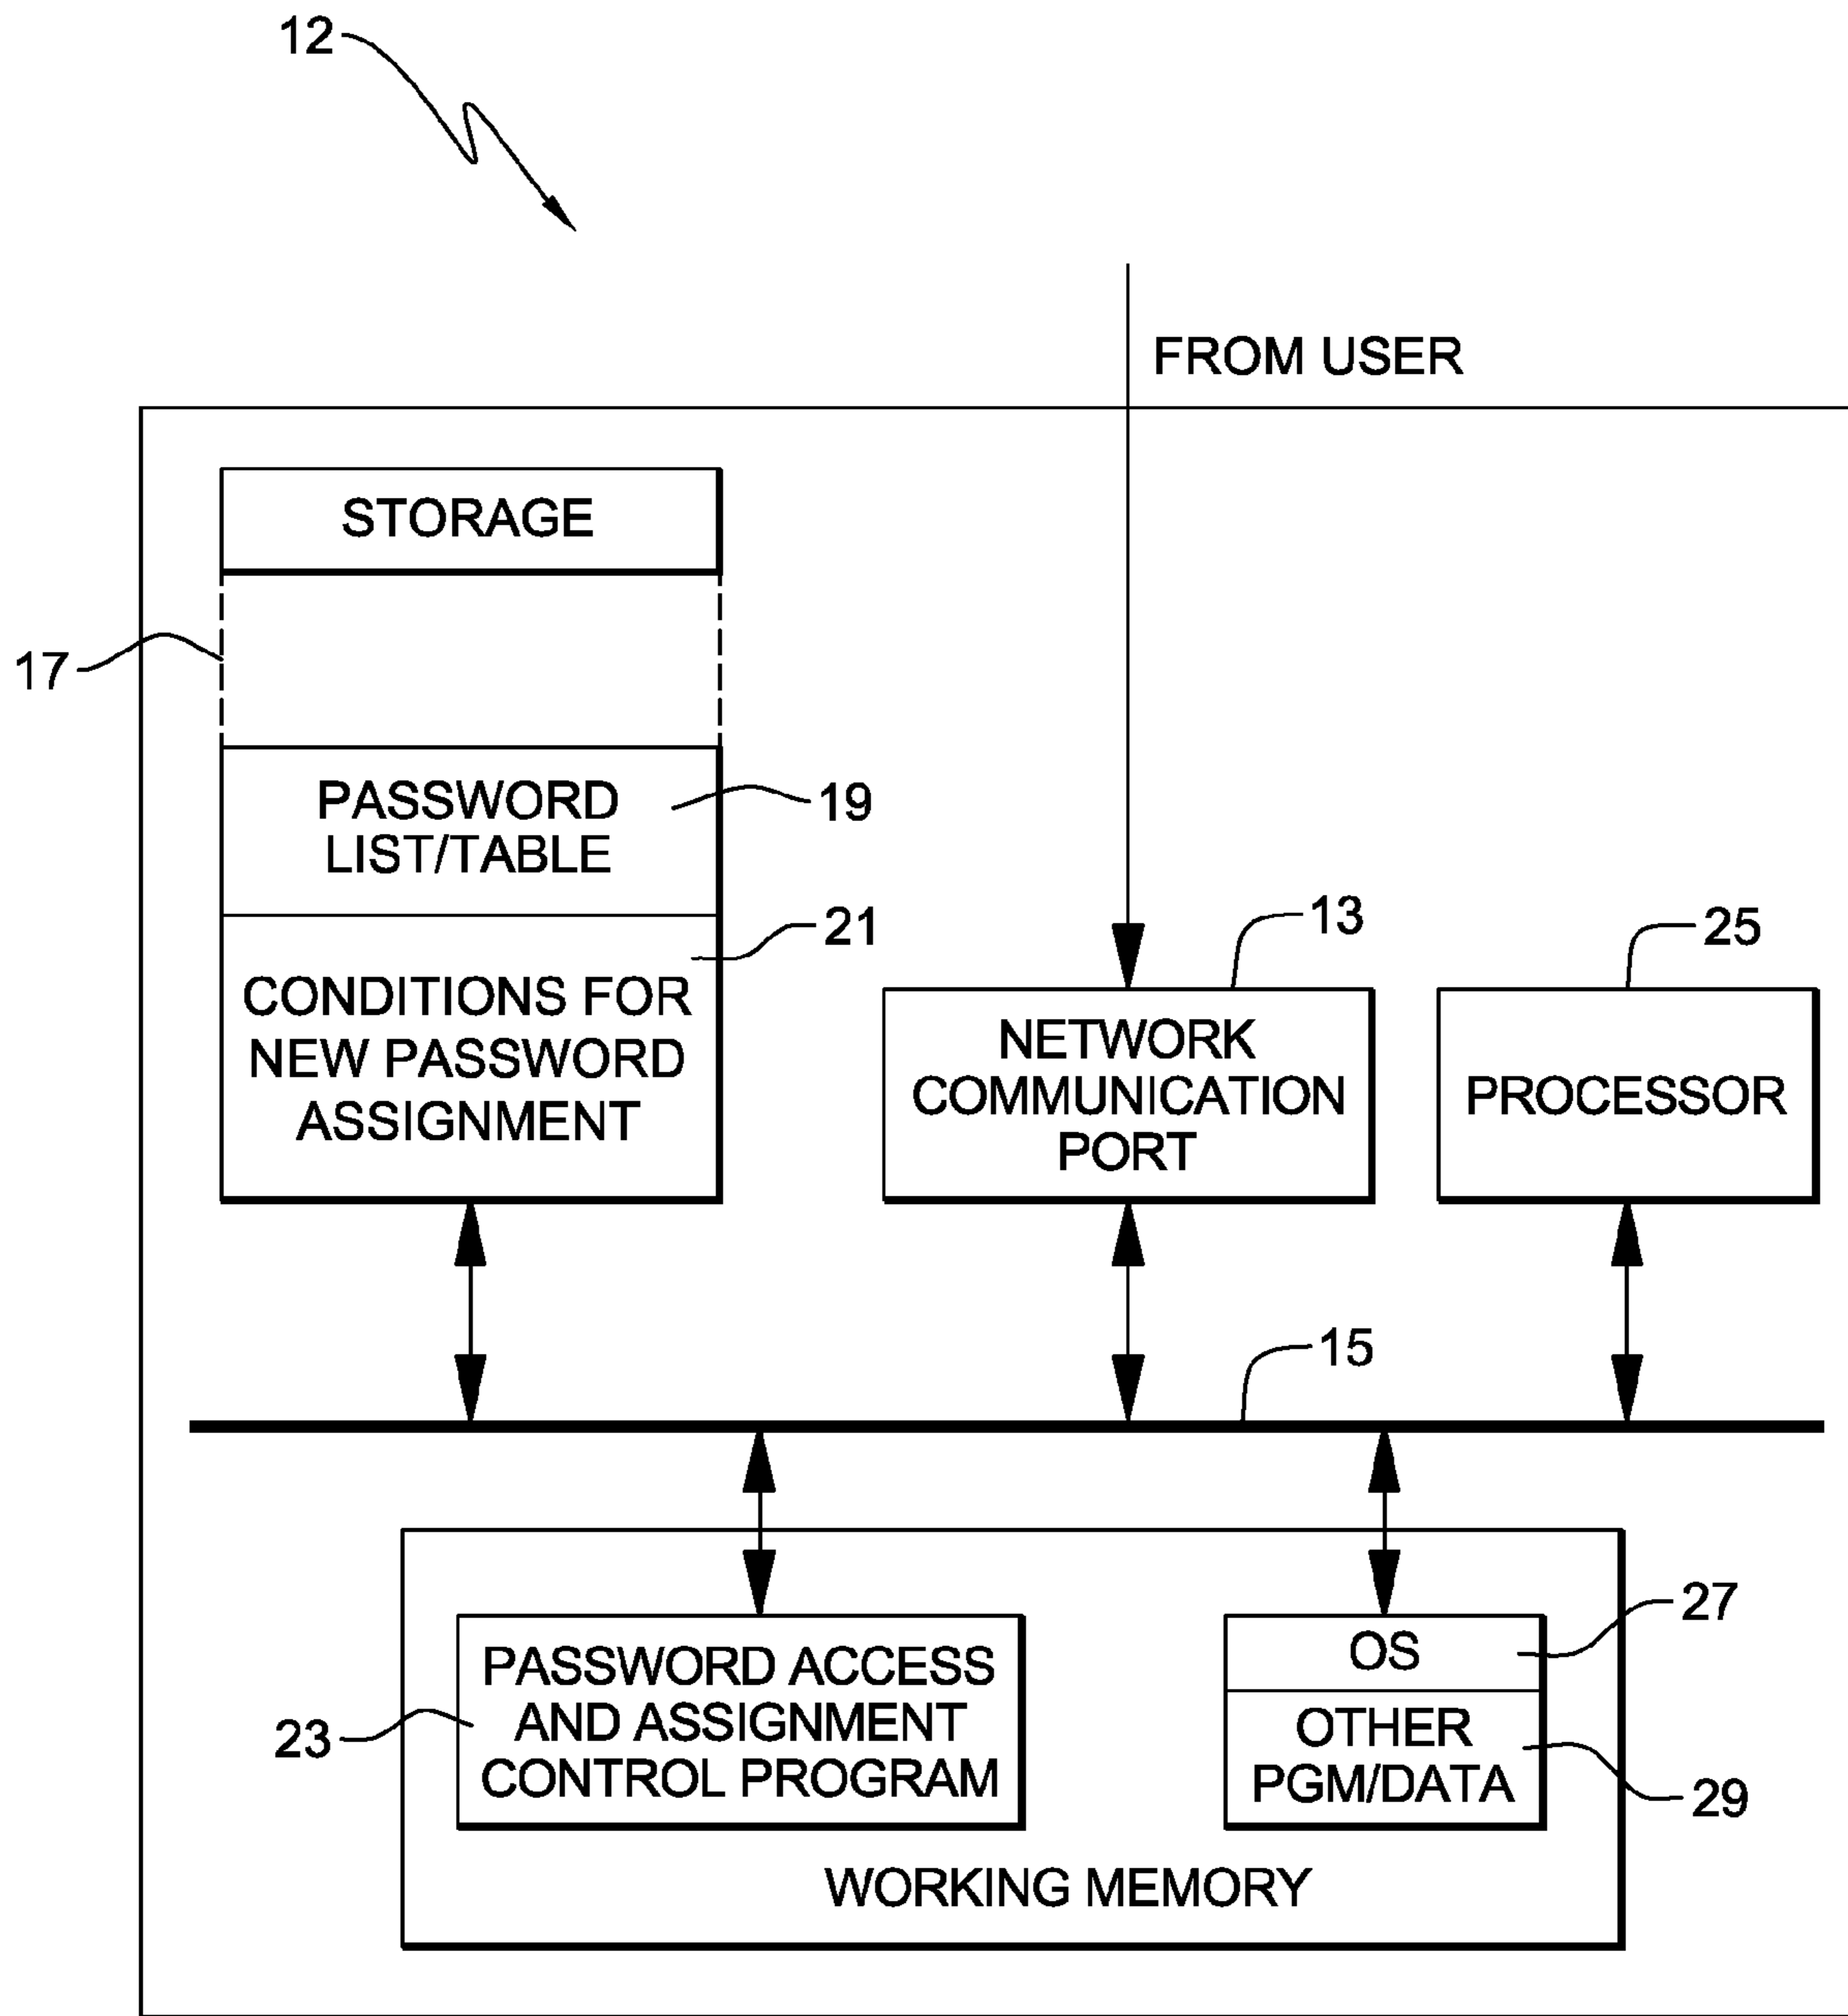 12
FROM USER
STORAGE
17
PASSWORD
LIST/TABLE
19
21
CONDITIONS FOR
NEW PASSWORD
ASSIGNMENT
13
NETWORK
COMMUNICATION
PORT
25
PROCESSOR
15
PASSWORD ACCESS
AND ASSIGNMENT
CONTROL PROGRAM
23
OS
27
OTHER
PGM/DATA
29
WORKING MEMORY